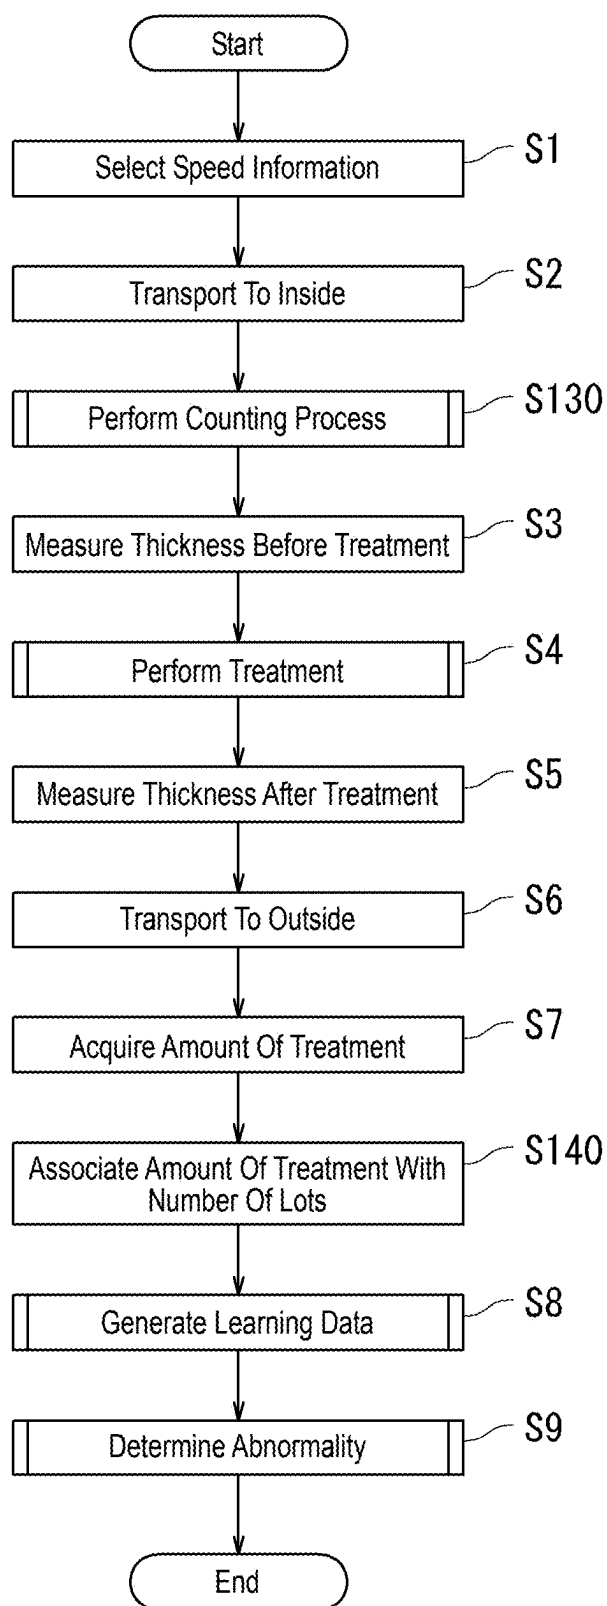 Start
Select Speed Information
S1
Transport To Inside
S2
Perform Counting Process
S130
Measure Thickness Before Treatment
S3
Perform Treatment
S4
Measure Thickness After Treatment
S5
Transport To Outside
S6
Acquire Amount Of Treatment
S7
Associate Amount Of Treatment With
Number Of Lots
S140
Generate Learning Data
S8
Determine Abnormality
S9
End